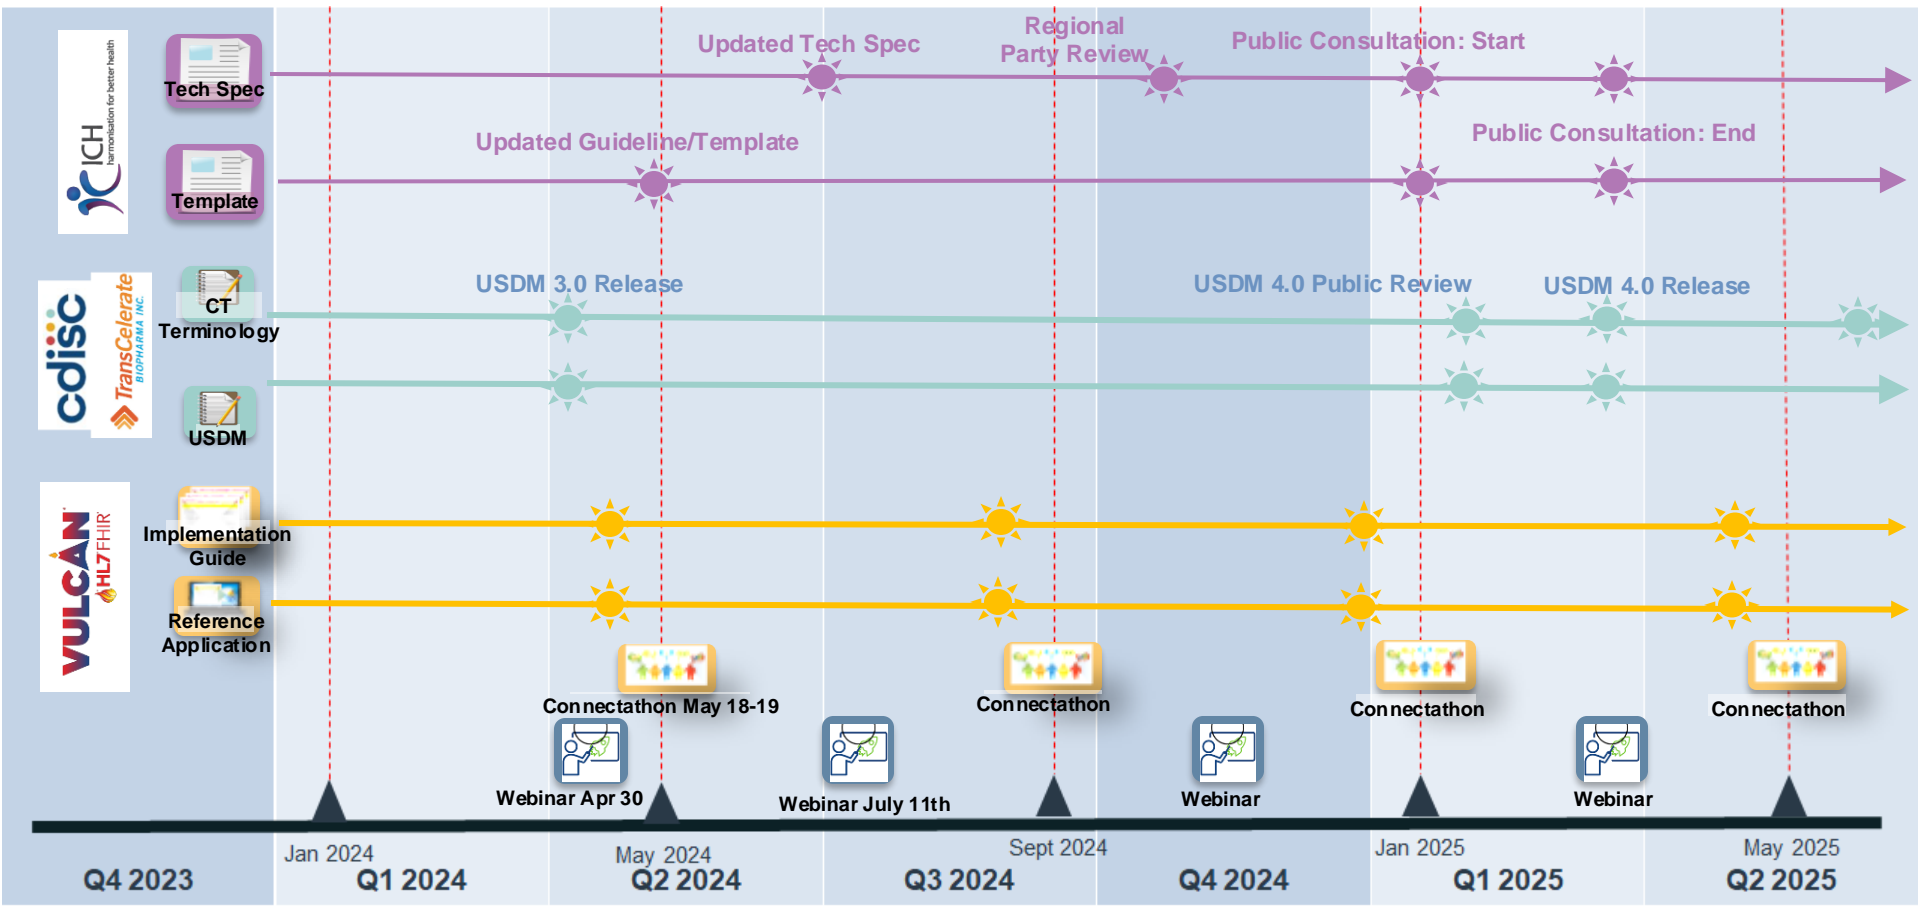 Regional
Party Review
Updated Tech Spec
Public Consultation: Start
Tech Spec
ICH
harmonisation for better health
Updated Guideline/Template
Public Consultation: End
Template
USDM 3.0 Release
USDM 4.0 Public Review
USDM 4.0 Release
CT
Terminology
cdisc
TransCelerate
BIOPHARMA INC.
USDM
VULCAN
HL7 FHIR
Implementation
Guide
Reference
Application
Connectathon May 18-19
Connectathon
Connectathon
Connectathon
Webinar Apr 30
Webinar July 11th
Webinar
Webinar
Jan 2024
May 2024
Sept 2024
Jan 2025
May 2025
Q4 2023
Q1 2024
Q2 2024
Q3 2024
Q4 2024
Q1 2025
Q2 2025